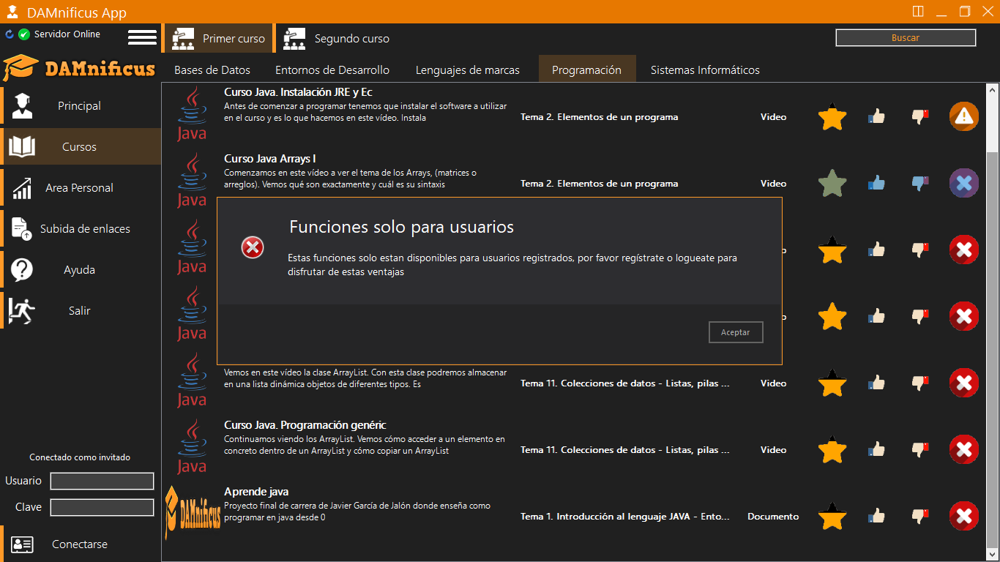 DAMnificus App
Servidor Online
Primer curso
Segundo curso
Buscar
DAMnificus
Bases de Datos
Entornos de Desarrollo
Lenguajes de marcas
Programación
Sistemas Informáticos
Principal
Cursos
Area Personal
Subida de enlaces
Ayuda
Salir
Conectado como invitado
Usuario
Clave
Conectarse
Java
Curso Java. Instalación JRE y Ec
Antes de comenzar a programar tenemos que instalar el software a utilizar
en el curso y es lo que hacemos en este vídeo. Instala
Tema 2. Elementos de un programa
Video
Java
Curso Java Arrays I
Comenzamos en este vídeo a ver el tema de los Arrays, (matrices o
arreglos). Vemos qué son exactamente y cuál es su sintaxis
Tema 2. Elementos de un programa
Video
Java
o
Java
o
Funciones solo para usuarios
Estas funciones solo estan disponibles para usuarios registrados, por favor regístrate o logueate para
disfrutar de estas ventajas
Aceptar
Java
Vemos en este vídeo la clase ArrayList. Con esta clase podremos almacenar
en una lista dinámica objetos de diferentes tipos. Es
Tema 11. Colecciones de datos - Listas, pilas ...
Video
Java
Curso Java. Programación genéric
Continuamos viendo los ArrayList. Vemos cómo acceder a un elemento en
concreto dentro de un ArrayList y cómo copiar un ArrayList
Tema 11. Colecciones de datos - Listas, pilas ...
Video
DAMnificus
Aprende java
Proyecto final de carrera de Javier García de Jalón donde enseña como
programar en java desde 0
Tema 1. Introducción al lenguaje JAVA - Ento...
Documento